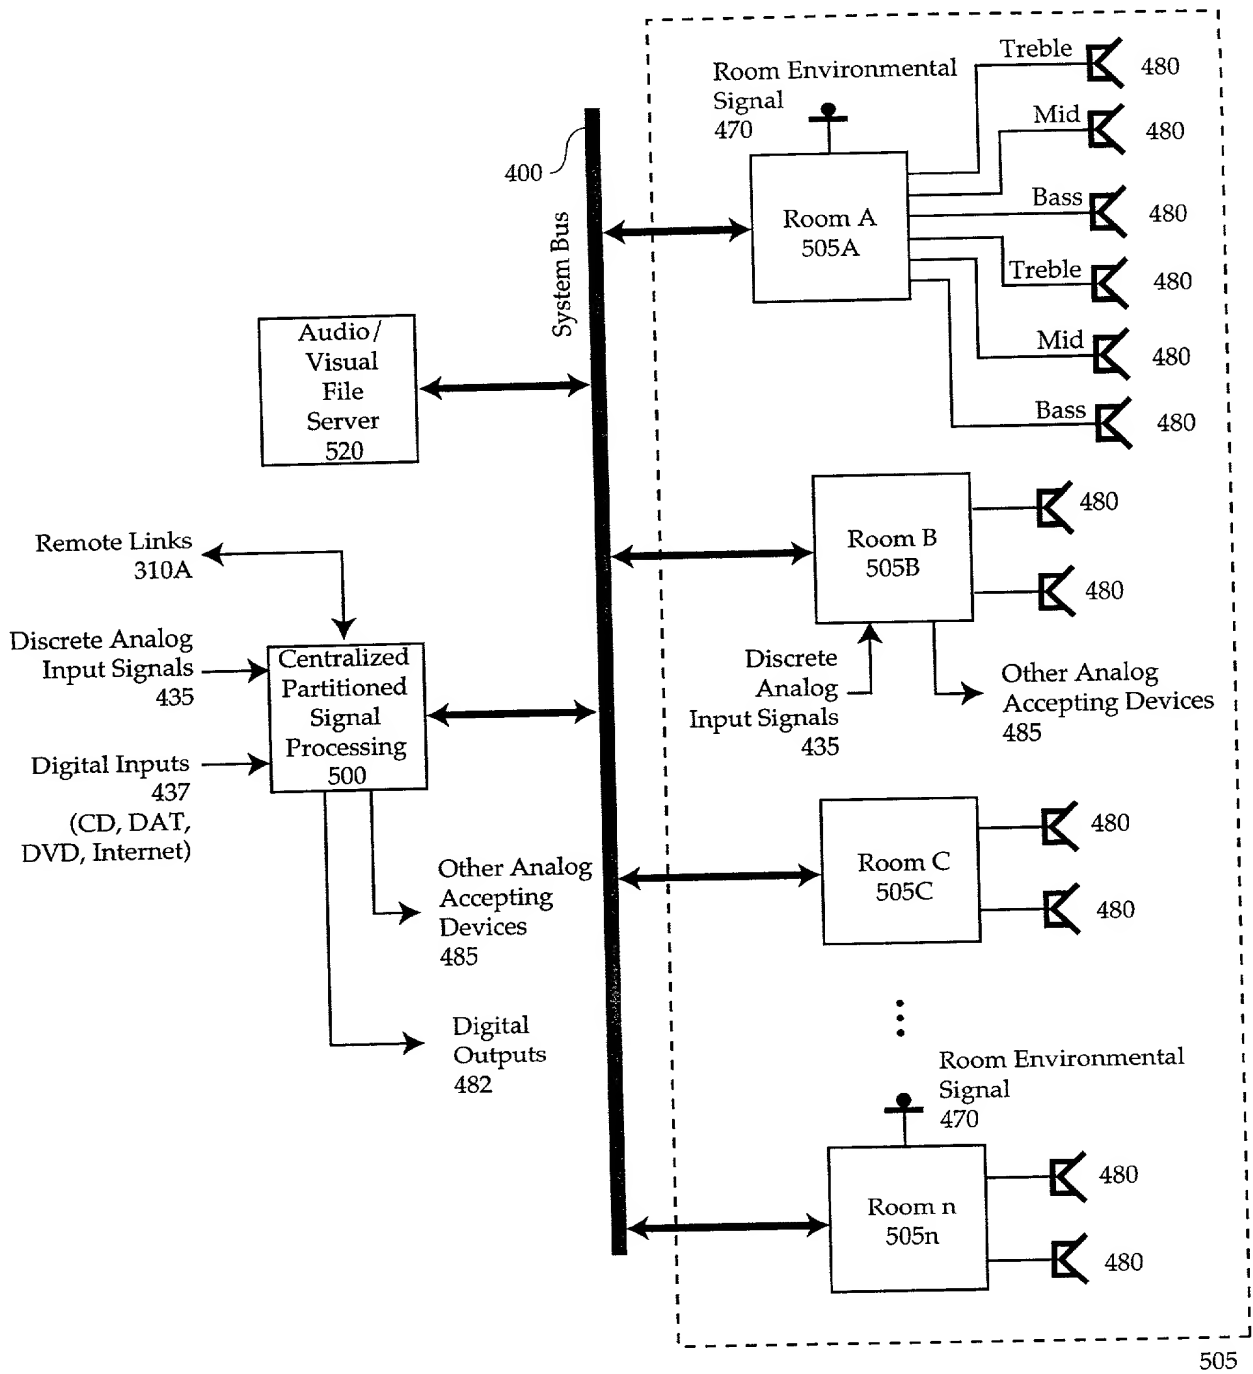 Room Environmental
Signal
470
Treble
480
Mid
480
Bass
480
Treble
480
Mid
480
Bass
480
Room A
505A
400
System Bus
Audio/
Visual
File
Server
520
Room B
505B
480
480
Discrete
Analog
Input Signals
435
Other Analog
Accepting Devices
485
Remote Links
310A
Discrete Analog
Input Signals
435
Digital Inputs
437
(CD, DAT,
DVD, Internet)
Centralized
Partitioned
Signal
Processing
500
Other Analog
Accepting
Devices
485
Digital
Outputs
482
Room C
505C
480
480
Room Environmental
Signal
470
Room n
505n
480
480
505